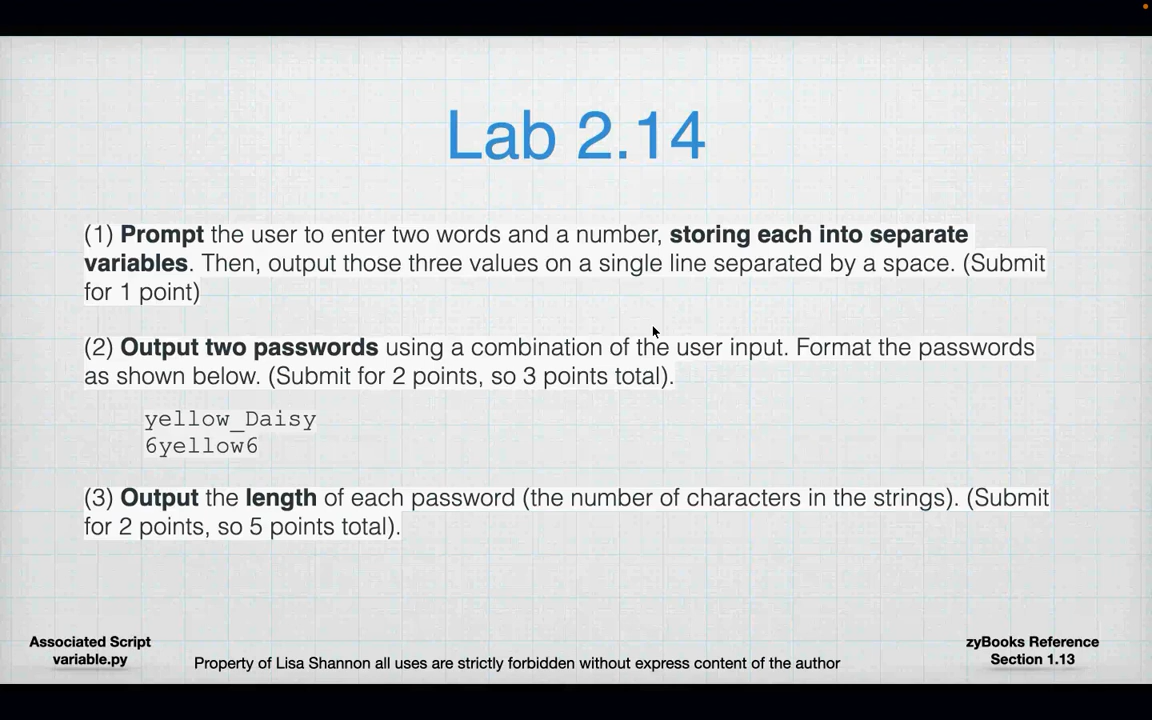 Lab 2.14
(1) Prompt the user to enter two words and a number, storing each into separate
variables. Then, output those three values on a single line separated by a space. (Submit
for 1 point)
(2) Output two passwords using a combination of the user input. Format the passwords
as shown below. (Submit for 2 points, so 3 points total).
yellow_Daisy
6yellow6
(3) Output the length of each password (the number of characters in the strings). (Submit
for 2 points, so 5 points total).
Associated Script
variable.py
Property of Lisa Shannon all uses are strictly forbidden without express content of the author
zyBooks Reference
Section 1.13